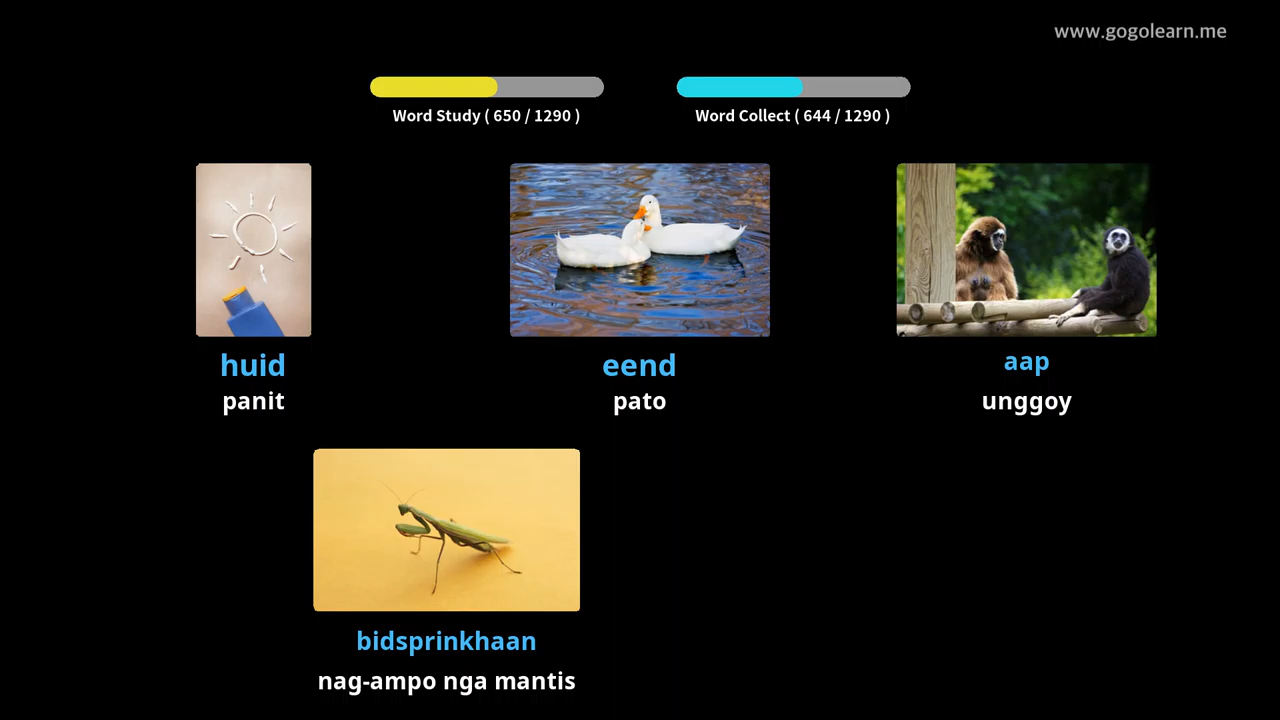 www.gogolearn.me
Word Study ( 650 / 1290 )
Word Collect ( 644 / 1290 )
huid
panit
eend
pato
aap
unggoy
bidsprinkhaan
nag-ampo nga mantis